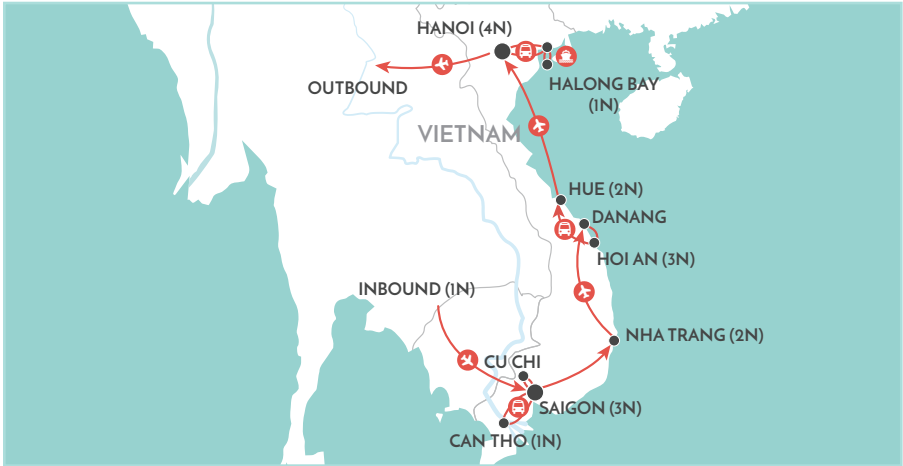 HANOI (4N)
OUTBOUND
HALONG BAY
(1N)
VIETNAM
HUE (2N)
DANANG
HOI AN (3N)
INBOUND (1N)
NHA TRANG (2N)
CU CHI
SAIGON (3N)
CAN THO (1N)